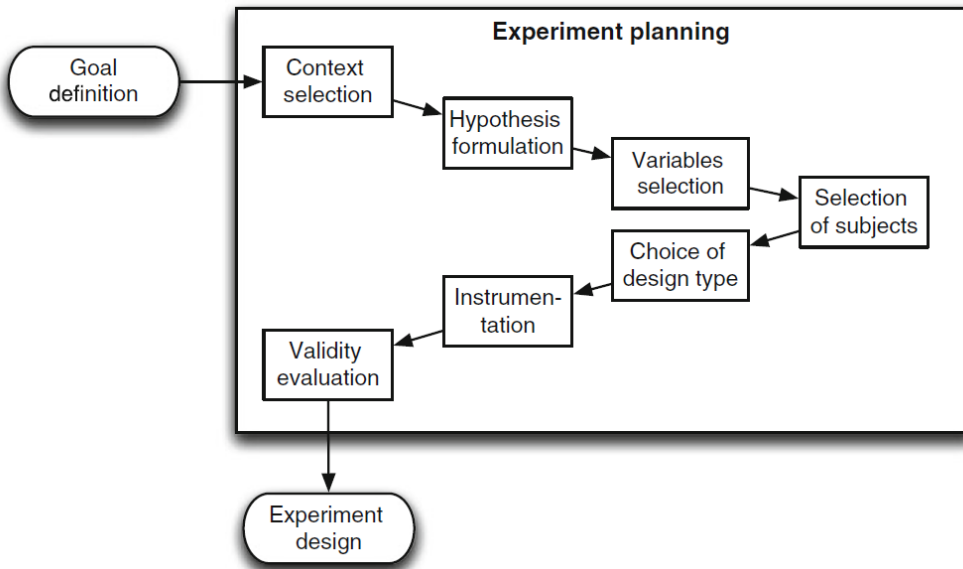 Experiment planning
Goal
definition
Context
selection
Hypothesis
formulation
Variables
selection
Selection
of subjects
Choice of
design type
Instrumen-
tation
Validity
evaluation
Experiment
design